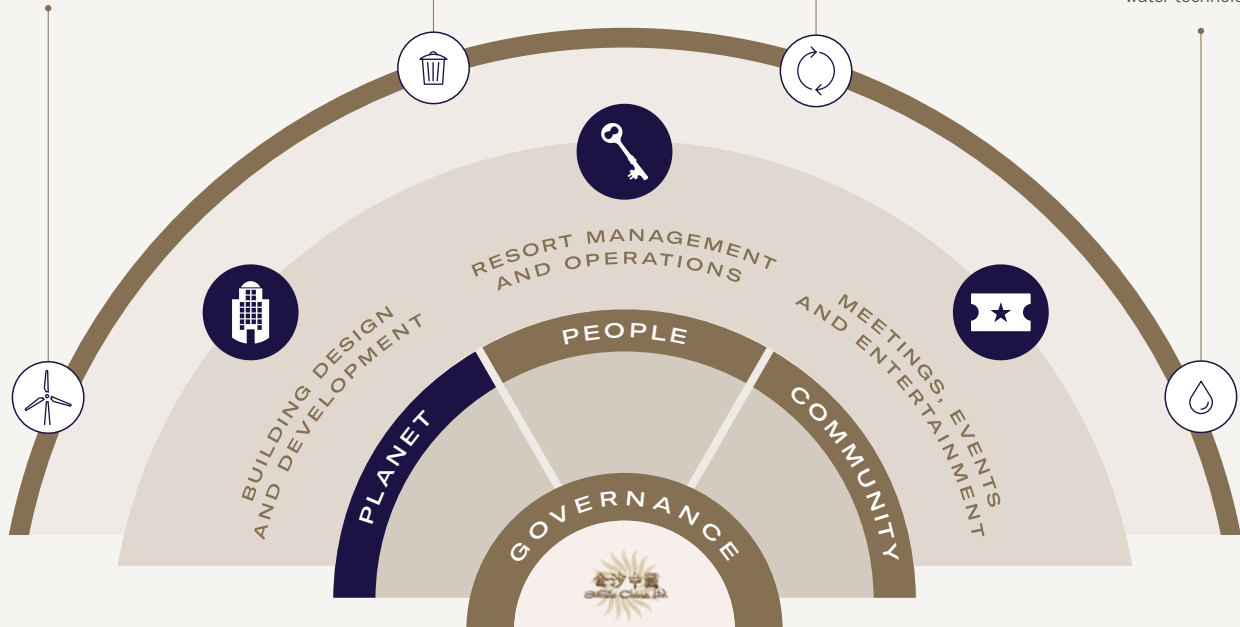 RESORT MANAGEMENT
AND OPERATIONS
BUILDING DESIGN
AND DEVELOPMENT
MEETINGS, EVENTS
AND ENTERTAINMENT
PEOPLE
PLANET
COMMUNITY
GOVERNANCE
金沙中國